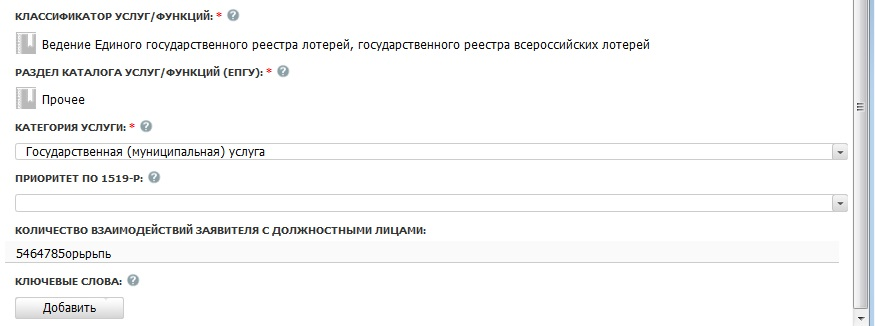 КЛАССИФИКАТОР УСЛУГ/ФУНКЦИЙ: * ?
Ведение Единого государственного реестра лотерей, государственного реестра всероссийских лотерей
РАЗДЕЛ КАТАЛОГА УСЛУГ/ФУНКЦИЙ (ЕПГУ): * ?
Прочее
КАТЕГОРИЯ УСЛУГИ: * ?
Государственная (муниципальная) услуга
ПРИОРИТЕТ ПО 1519-Р: ?
КОЛИЧЕСТВО ВЗАИМОДЕЙСТВИЙ ЗАЯВИТЕЛЯ С ДОЛЖНОСТНЫМИ ЛИЦАМИ:
5464785орьрьпь
КЛЮЧЕВЫЕ СЛОВА: ?
Добавить